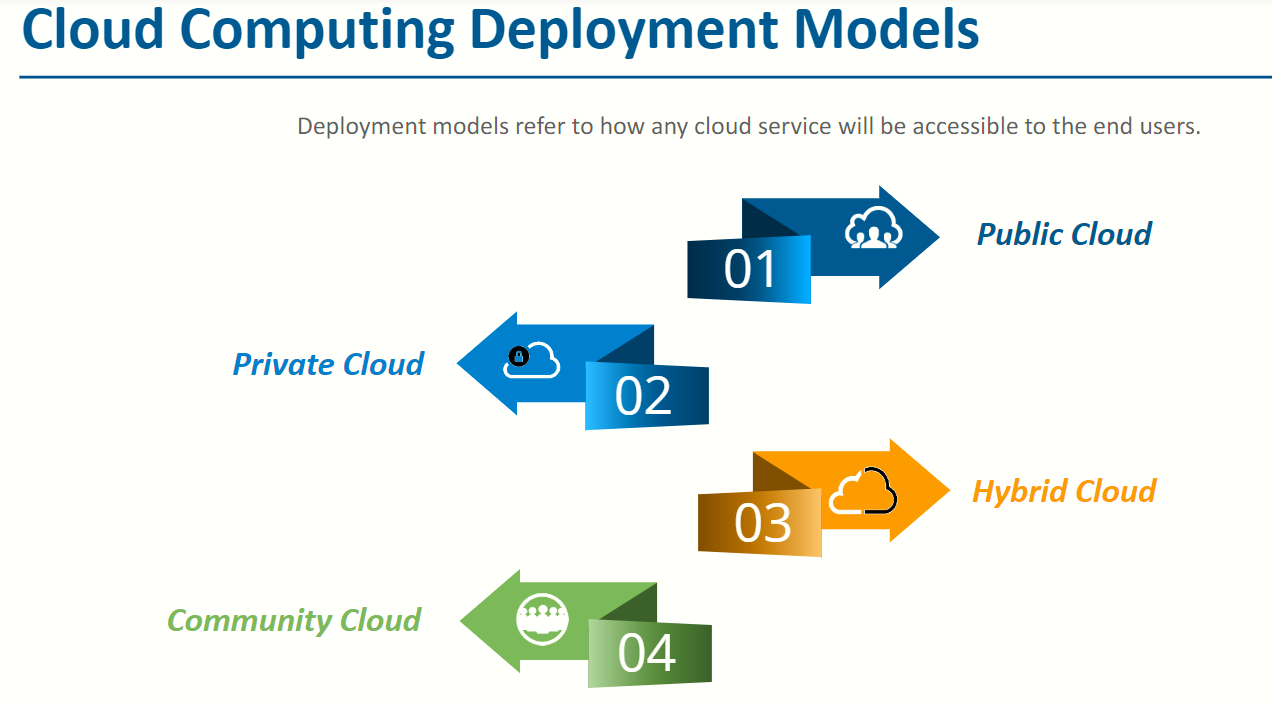 Cloud Computing Deployment Models
Deployment models refer to how any cloud service will be accessible to the end users.
01
Public Cloud
Private Cloud
02
03
Hybrid Cloud
Community Cloud
04